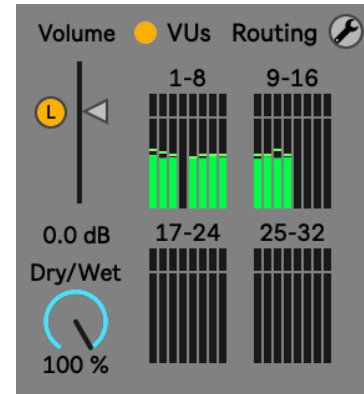 Volume VUs Routing
1-8 9-16
L
0.0 dB 17-24 25-32
Dry/Wet
100 %